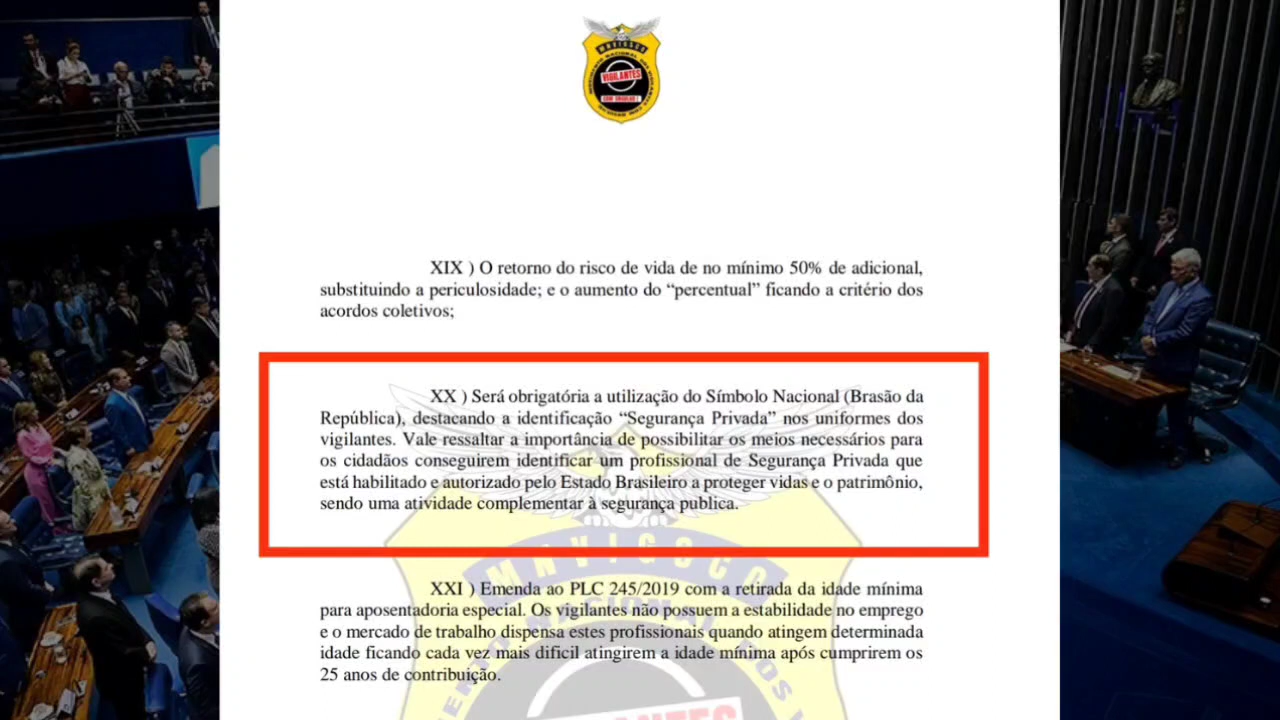 MAVIGSCO
VIGILANTES
XIX ) O retorno do risco de vida de no mínimo 50% de adicional,
substituindo a periculosidade; e o aumento do “percentual” ficando a critério dos
acordos coletivos;
XX ) Será obrigatória a utilização do Símbolo Nacional (Brasão da
República), destacando a identificação “Segurança Privada” nos uniformes dos
vigilantes. Vale ressaltar a importância de possibilitar os meios necessários para
os cidadãos conseguirem identificar um profissional de Segurança Privada que
está habilitado e autorizado pelo Estado Brasileiro a proteger vidas e o patrimônio,
sendo uma atividade complementar à segurança publica.
MAVIGSCO
XXI ) Emenda ao PLC 245/2019 com a retirada da idade mínima
para aposentadoria especial. Os vigilantes não possuem a estabilidade no emprego
e o mercado de trabalho dispensa estes profissionais quando atingem determinada
idade ficando cada vez mais dificil atingirem a idade mínima após cumprirem os
25 anos de contribuição.
VIGILANTES